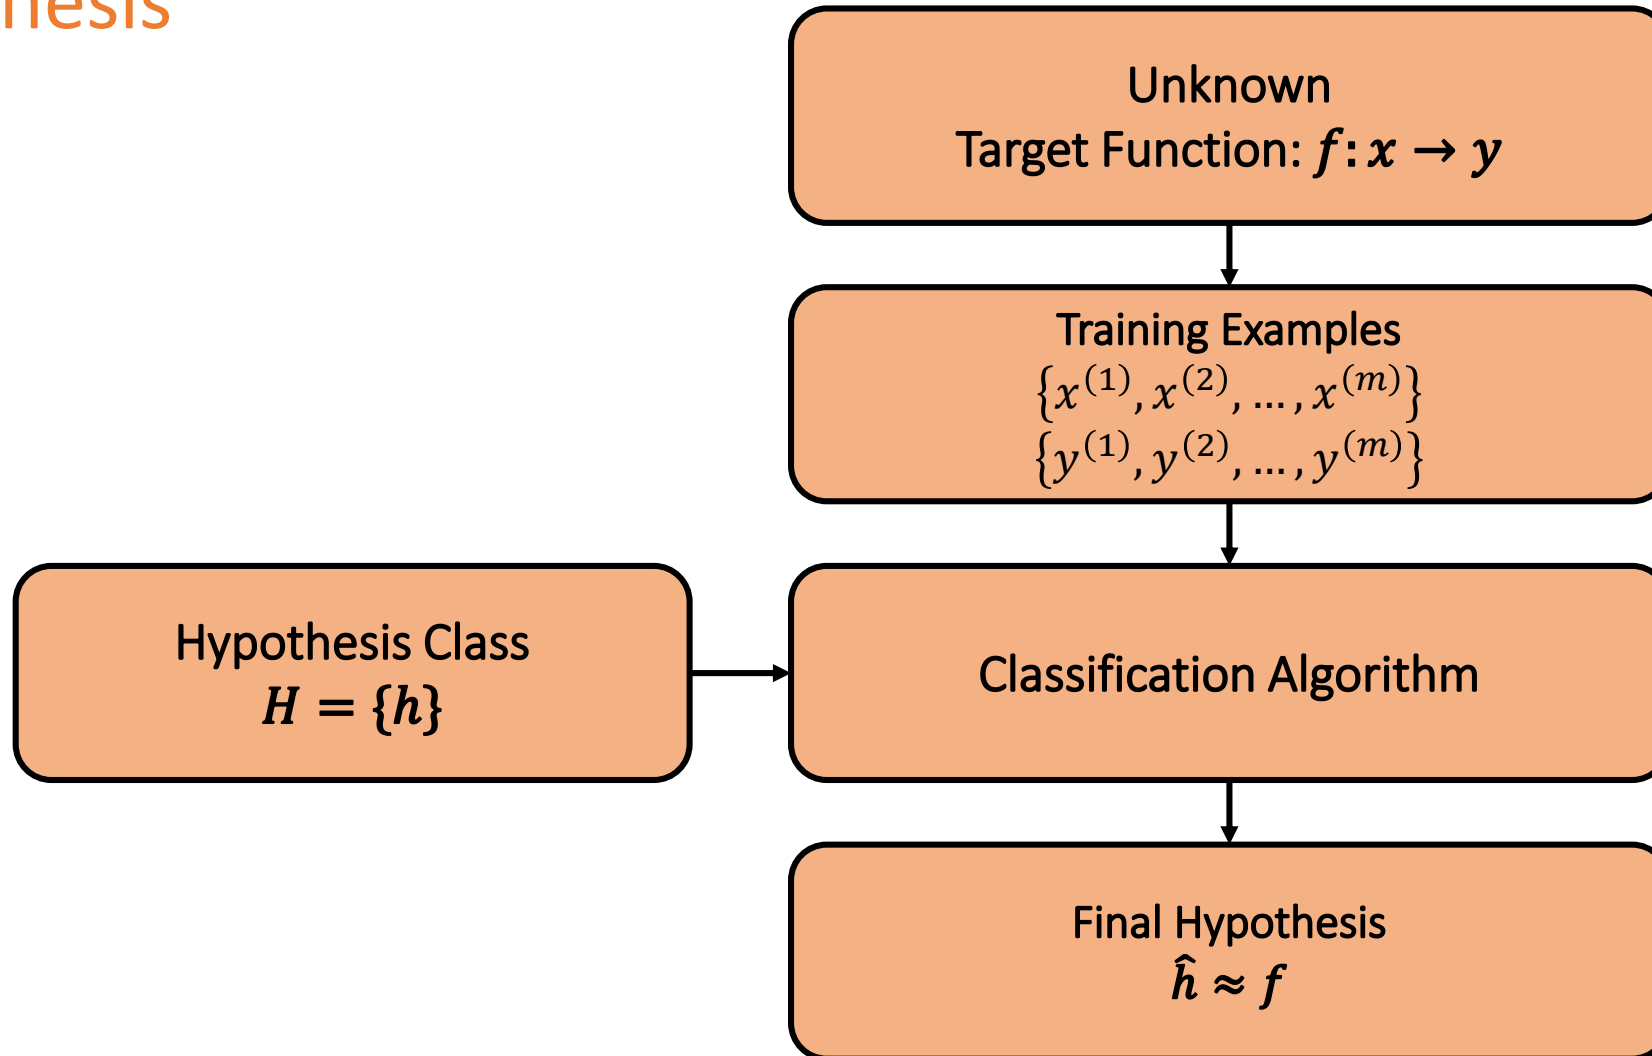 nesis
Unknown
Target Function: f: x → y
Training Examples
{x⁽¹⁾, x⁽²⁾, ..., x⁽ᵐ⁾}
{y⁽¹⁾, y⁽²⁾, ..., y⁽ᵐ⁾}
Hypothesis Class
H = {h}
Classification Algorithm
Final Hypothesis
ĥ ≈ f